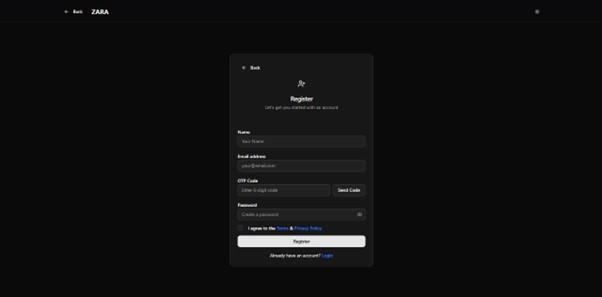 Back ZARA
Back
Register
Let's get you started with an account
Name
Your Name
Email address
your@email.com
OTP Code
Enter 6-digit code Send Code
Password
Create a password
I agree to the Terms & Privacy Policy
Register
Already have an account? Login